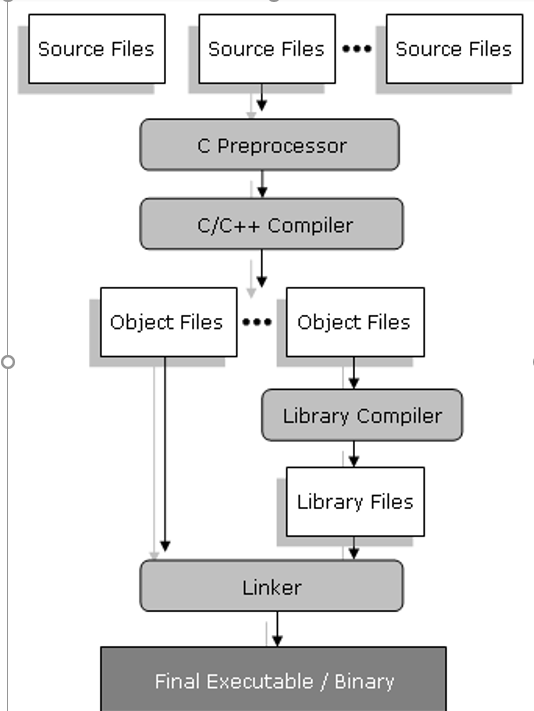 Source Files
Source Files
Source Files
C Preprocessor
C/C++ Compiler
Object Files
Object Files
Library Compiler
Library Files
Linker
Final Executable / Binary